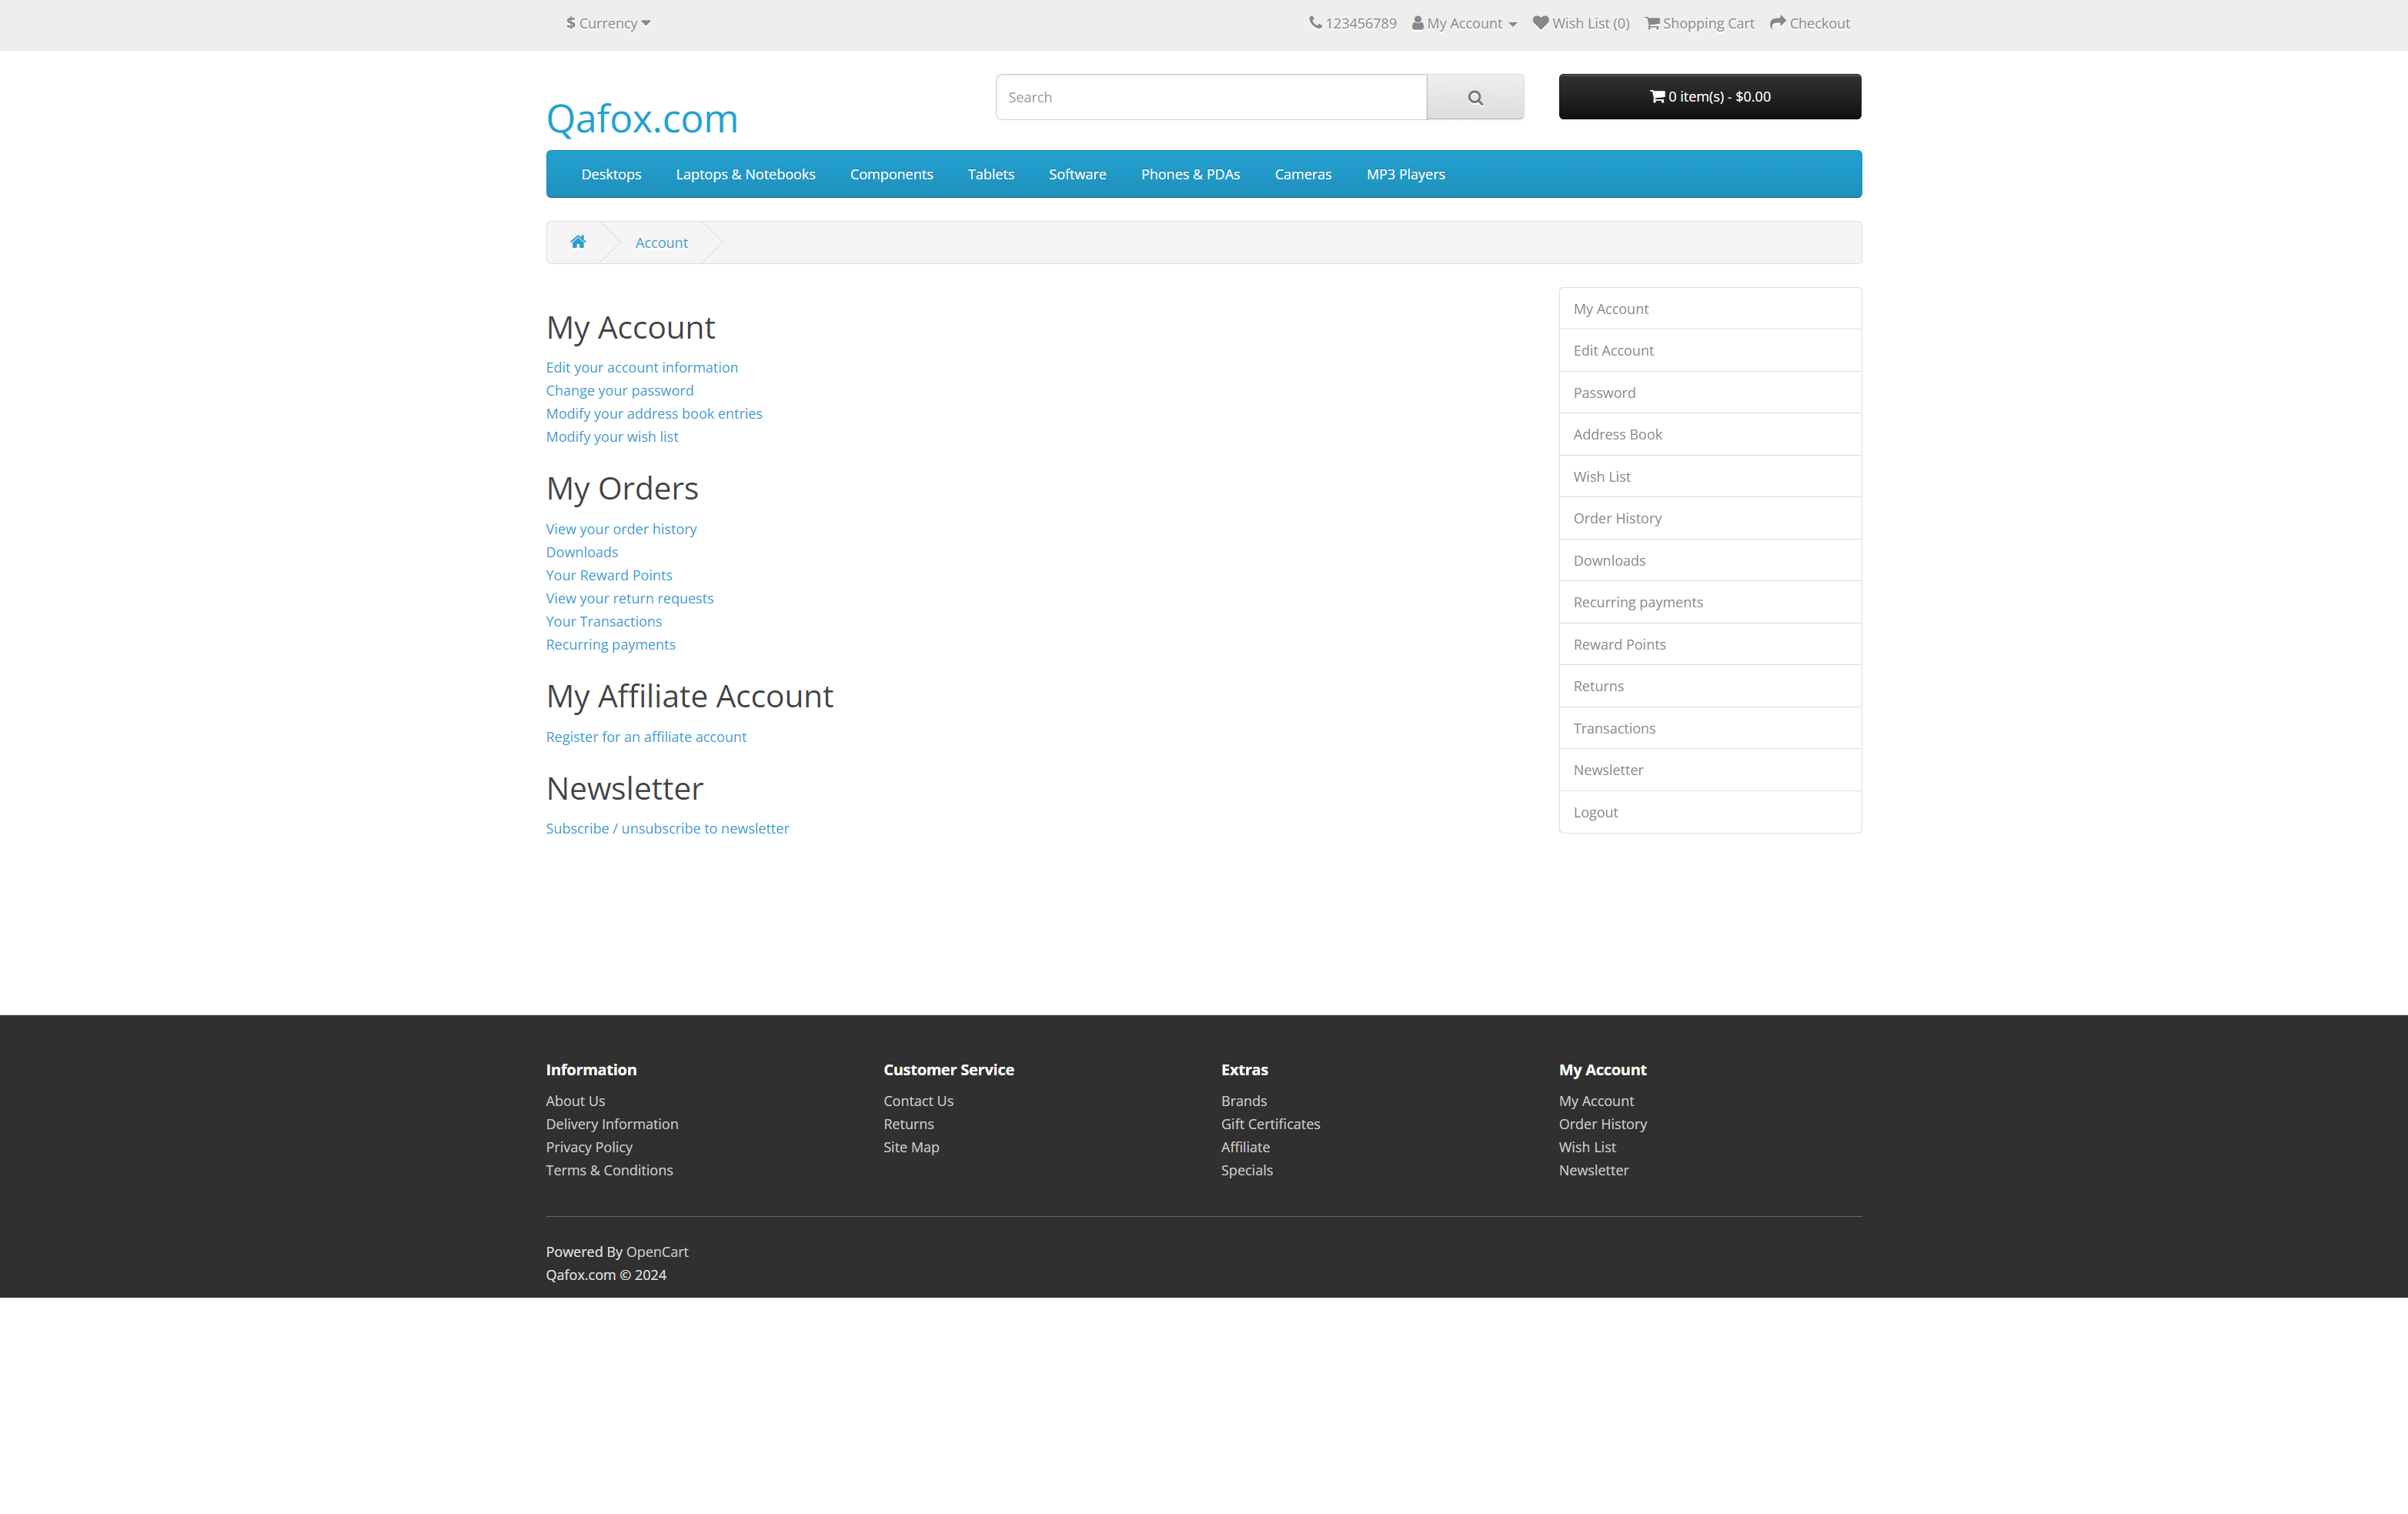 $ Currency
123456789 My Account Wish List (0) Shopping Cart Checkout
Qafox.com
Search
0 item(s) - $0.00
Desktops Laptops & Notebooks Components Tablets Software Phones & PDAs Cameras MP3 Players
Account
My Account
Edit your account information
Change your password
Modify your address book entries
Modify your wish list
My Orders
View your order history
Downloads
Your Reward Points
View your return requests
Your Transactions
Recurring payments
My Affiliate Account
Register for an affiliate account
Newsletter
Subscribe / unsubscribe to newsletter
My Account
Edit Account
Password
Address Book
Wish List
Order History
Downloads
Recurring payments
Reward Points
Returns
Transactions
Newsletter
Logout
Information
About Us
Delivery Information
Privacy Policy
Terms & Conditions
Customer Service
Contact Us
Returns
Site Map
Extras
Brands
Gift Certificates
Affiliate
Specials
My Account
My Account
Order History
Wish List
Newsletter
Powered By OpenCart
Qafox.com © 2024